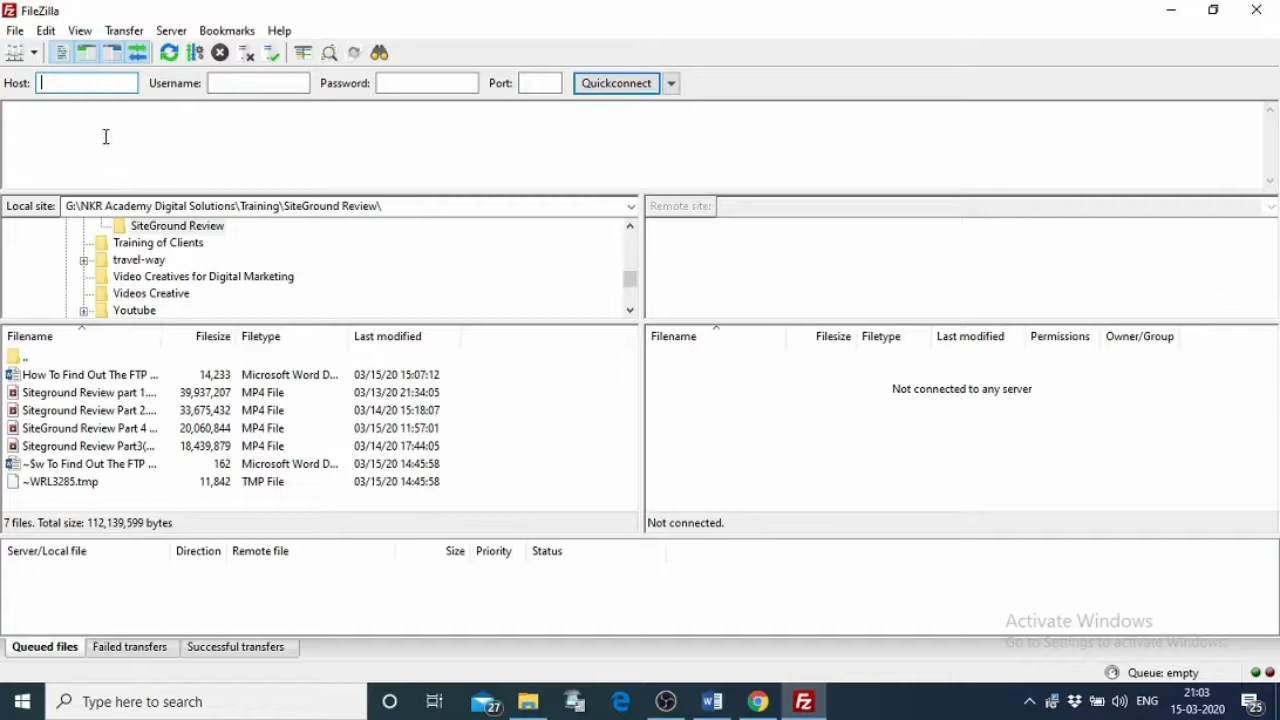 FileZilla
File Edit View Transfer Server Bookmarks Help
Host: Username: Password: Port: Quickconnect
Local site: G:\NKR Academy Digital Solutions\Training\SiteGround Review\
Remote site:
SiteGround Review
Training of Clients
travel-way
Video Creatives for Digital Marketing
Videos Creative
Youtube
Filename Filesize Filetype Last modified
..
How To Find Out The FTP ... 14,233 Microsoft Word D... 03/15/20 15:07:12
Siteground Review part 1.... 39,937,207 MP4 File 03/13/20 21:34:05
Siteground Review Part 2.... 33,675,432 MP4 File 03/14/20 15:18:07
SiteGround Review Part 4 ... 20,060,844 MP4 File 03/15/20 11:57:01
Siteground Review Part3(... 18,439,879 MP4 File 03/14/20 17:44:05
~$w To Find Out The FTP ... 162 Microsoft Word D... 03/15/20 14:45:58
~WRL3285.tmp 11,842 TMP File 03/15/20 14:45:58
7 files. Total size: 112,139,599 bytes
Filename Filesize Filetype Last modified Permissions Owner/Group
Not connected to any server
Not connected.
Server/Local file Direction Remote file Size Priority Status
Activate Windows
Go to Settings to activate Windows.
Queued files Failed transfers Successful transfers
Queue: empty
Type here to search
27
ENG
21:03
15-03-2020
25